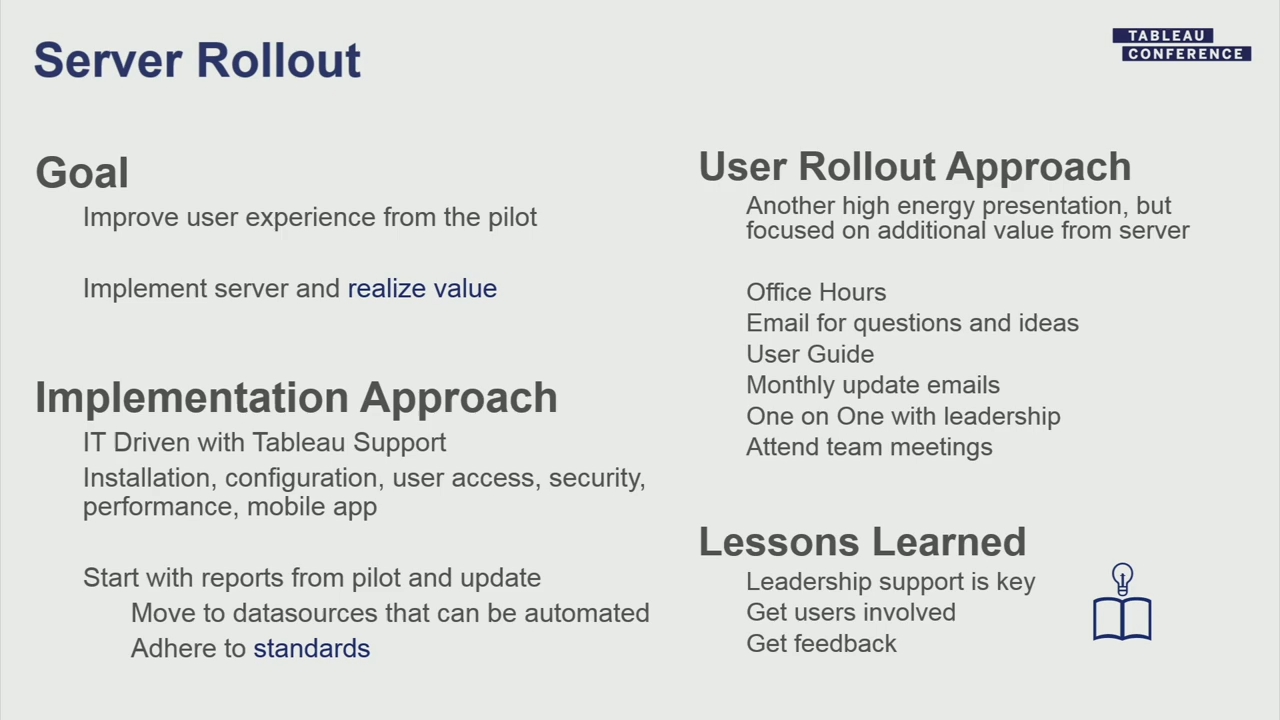 Server Rollout
TABLEAU
CONFERENCE
Goal
Improve user experience from the pilot
Implement server and realize value
Implementation Approach
IT Driven with Tableau Support
Installation, configuration, user access, security,
performance, mobile app
Start with reports from pilot and update
Move to datasources that can be automated
Adhere to standards
User Rollout Approach
Another high energy presentation, but
focused on additional value from server
Office Hours
Email for questions and ideas
User Guide
Monthly update emails
One on One with leadership
Attend team meetings
Lessons Learned
Leadership support is key
Get users involved
Get feedback